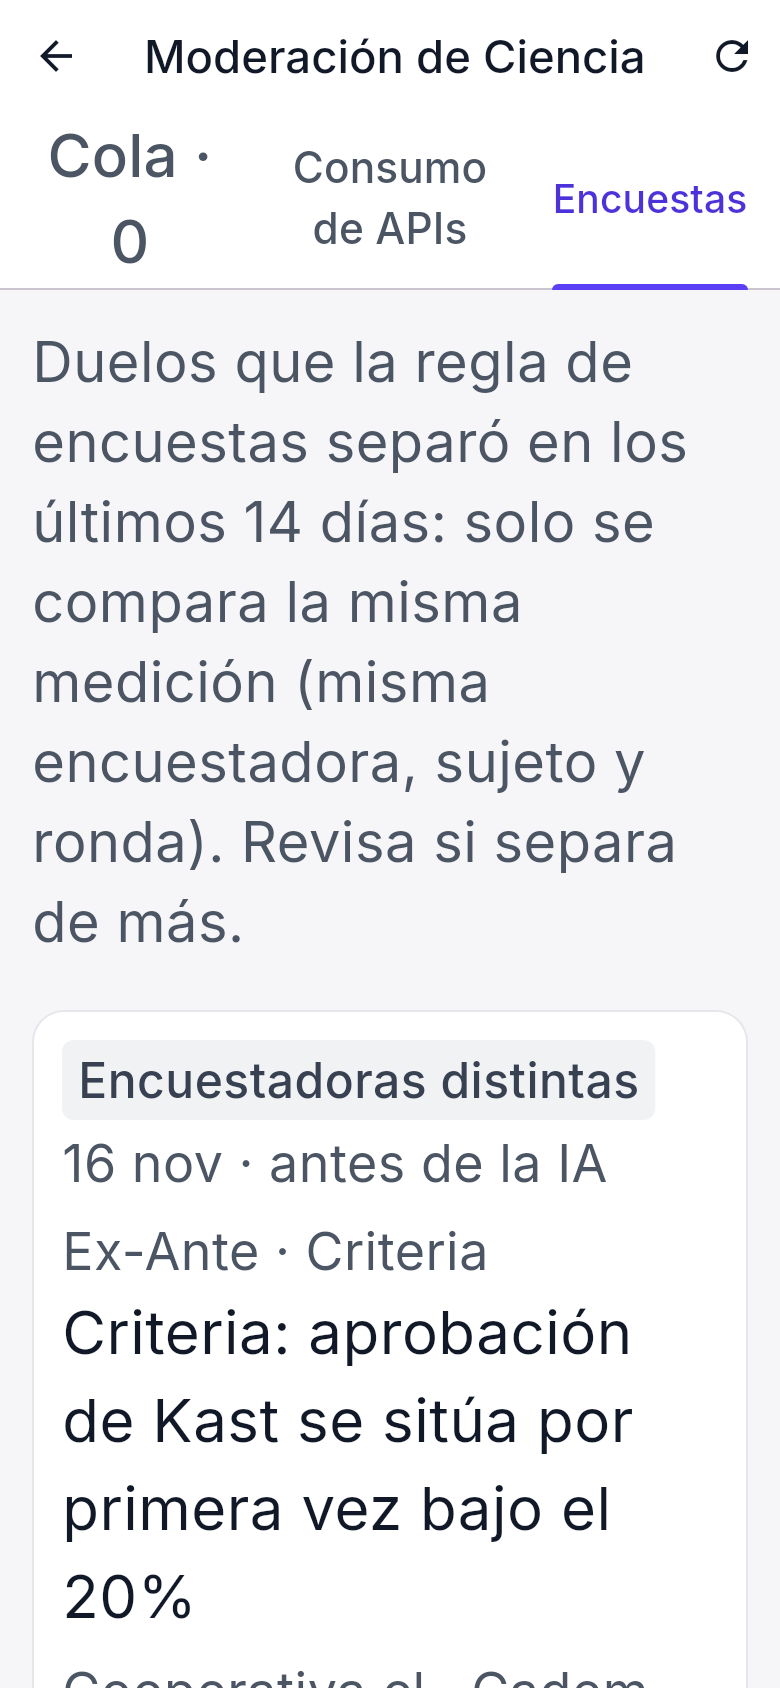 Moderación de Ciencia
Cola ·
0
Consumo
de APIs
Encuestas
Duelos que la regla de
encuestas separó en los
últimos 14 días: solo se
compara la misma
medición (misma
encuestadora, sujeto y
ronda). Revisa si separa
de más.
Encuestadoras distintas
16 nov · antes de la IA
Ex-Ante · Criteria
Criteria: aprobación
de Kast se sitúa por
primera vez bajo el
20%
Cooperativa.cl · Cadem